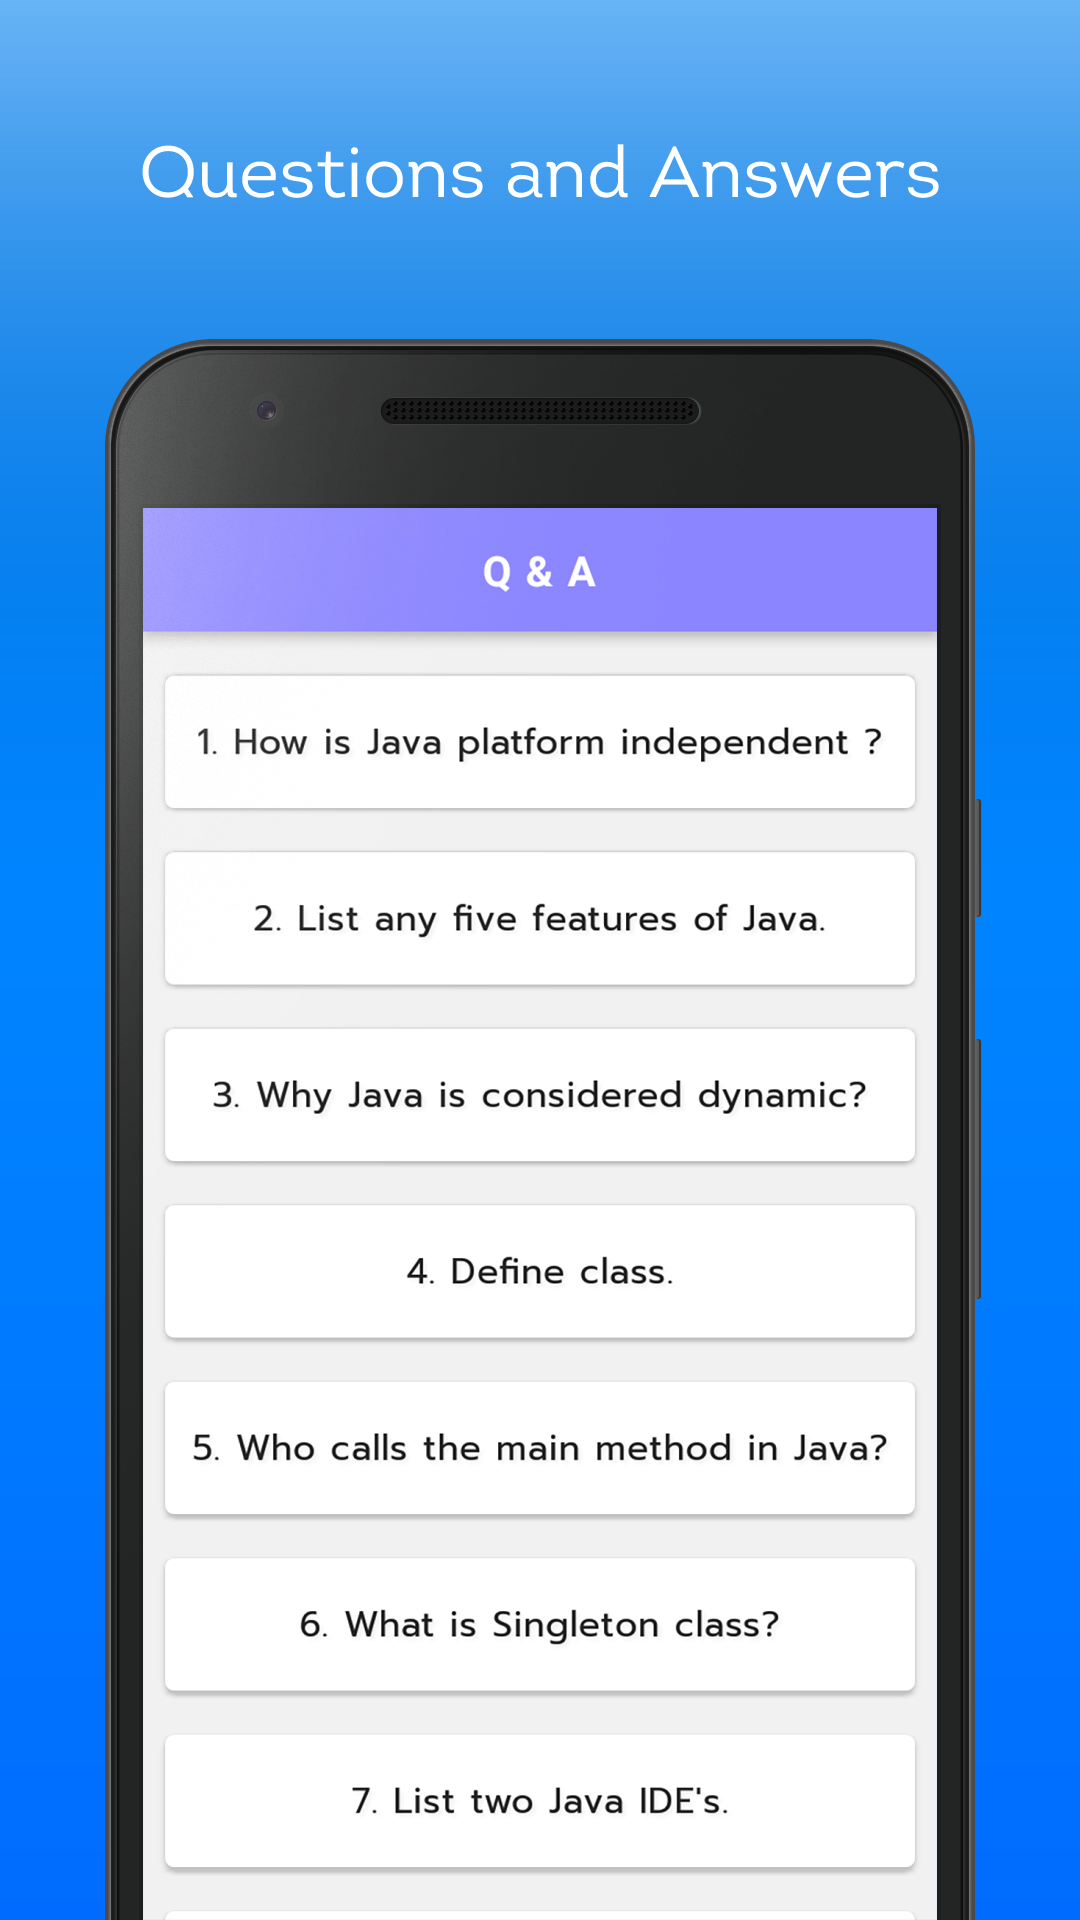 Questions and Answers
Q & A
1. How is Java platform independent ?
2. List any five features of Java.
3. Why Java is considered dynamic?
4. Define class.
5. Who calls the main method in Java?
6. What is Singleton class?
7. List two Java IDE's.